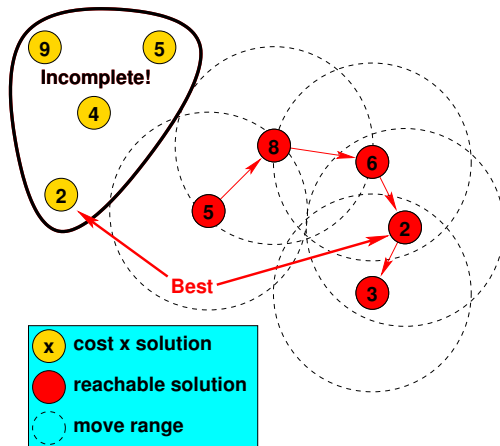 9
5
Incomplete!
4
2
8
6
5
2
Best
3
x cost x solution
reachable solution
move range